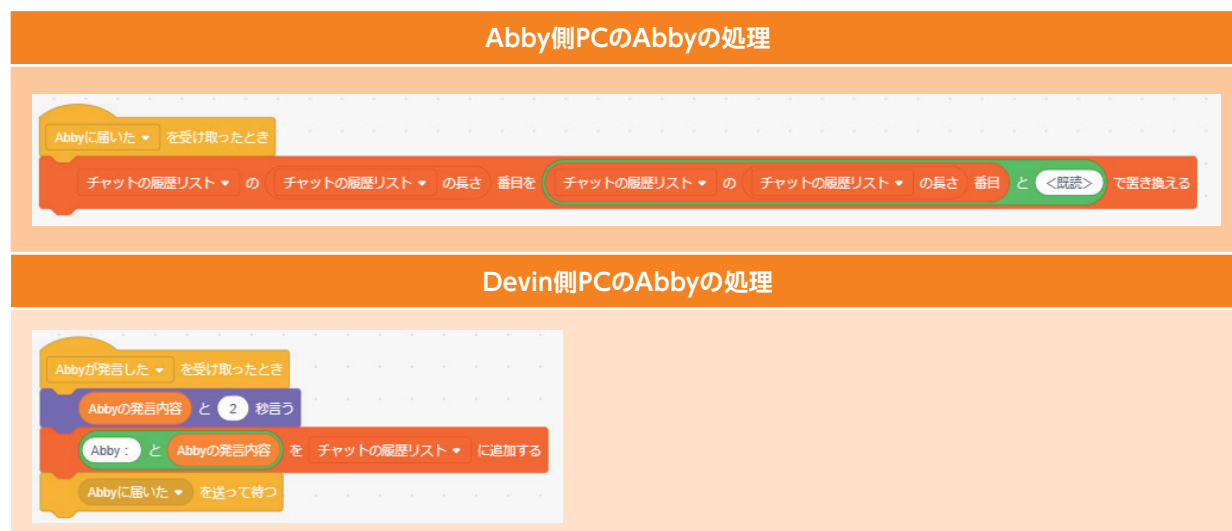 Abby側PCのAbbyの処理
Abbyに届いた を受け取ったとき
チャットの履歴リスト の チャットの履歴リスト の長さ 番目を チャットの履歴リスト の チャットの履歴リスト の長さ 番目 と <既読> で置き換える
Devin側PCのAbbyの処理
Abbyが発言した を受け取ったとき
Abbyの発言内容 と 2 秒言う
Abby: と Abbyの発言内容 を チャットの履歴リスト に追加する
Abbyに届いた を送って待つ